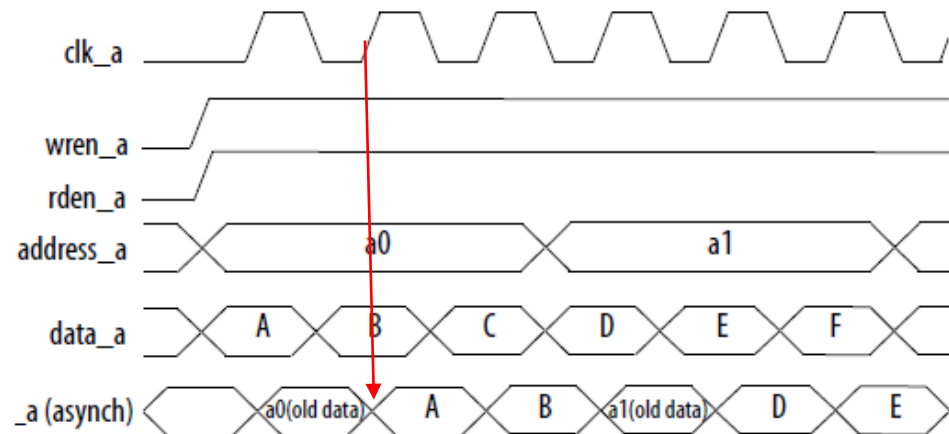 clk_a
wren_a
rden_a
address_a a0 a1
data_a A B C D E F
_a (asynch) a0(old data) A B a1(old data) D E